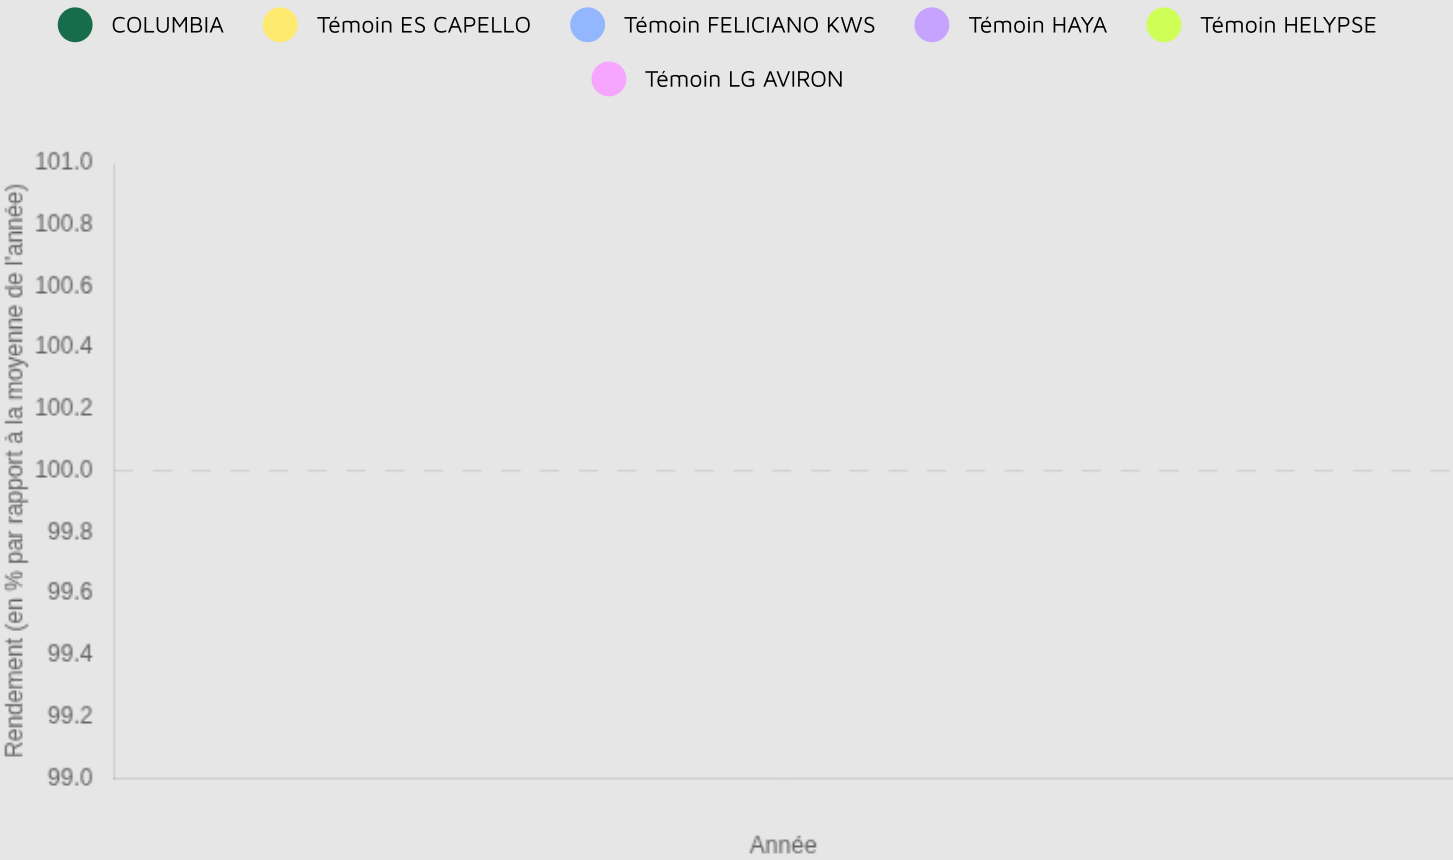 COLUMBIA Témoin ES CAPELLO Témoin FELICIANO KWS Témoin HAYA Témoin HELYPSE
Témoin LG AVIRON
Rendement (en % par rapport à la moyenne de l'année)
101.0
100.8
100.6
100.4
100.2
100.0
99.8
99.6
99.4
99.2
99.0
Année